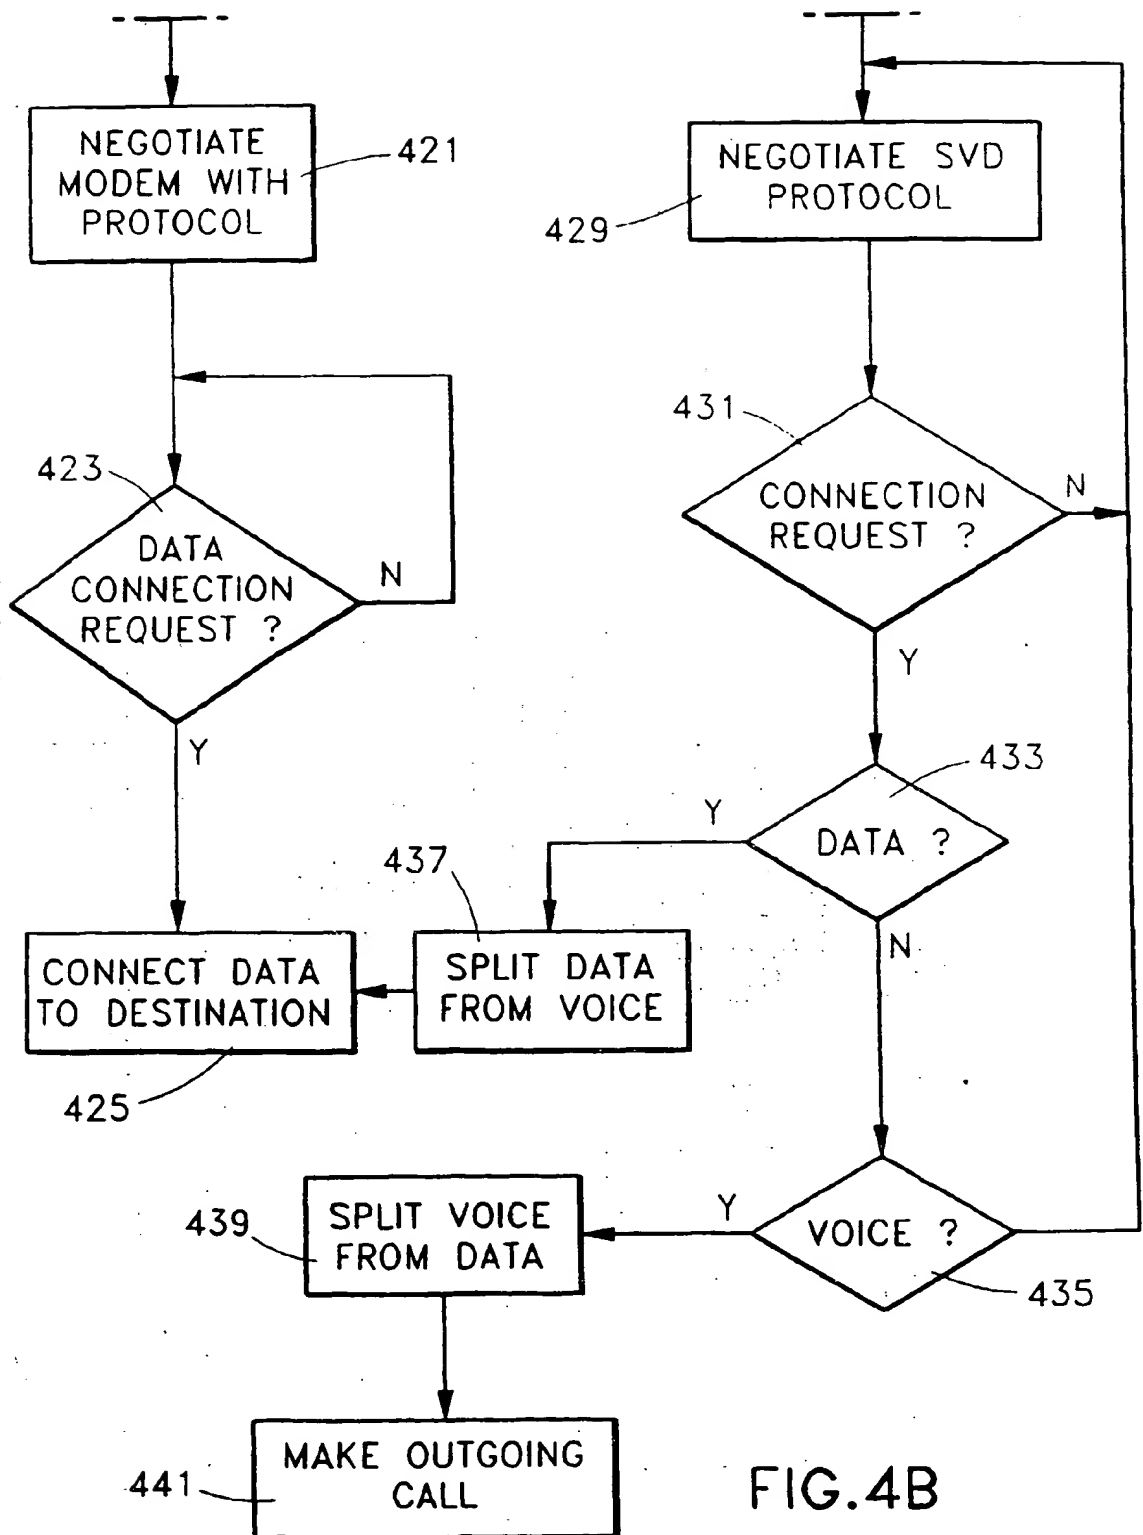 NEGOTIATE
MODEM WITH
PROTOCOL
421
423
DATA
CONNECTION
REQUEST ?
N
Y
CONNECT DATA
TO DESTINATION
425
NEGOTIATE SVD
PROTOCOL
429
431
CONNECTION
REQUEST ?
N
Y
433
DATA ?
Y
N
437
SPLIT DATA
FROM VOICE
VOICE ?
435
Y
439
SPLIT VOICE
FROM DATA
MAKE OUTGOING
CALL
441
FIG.4B